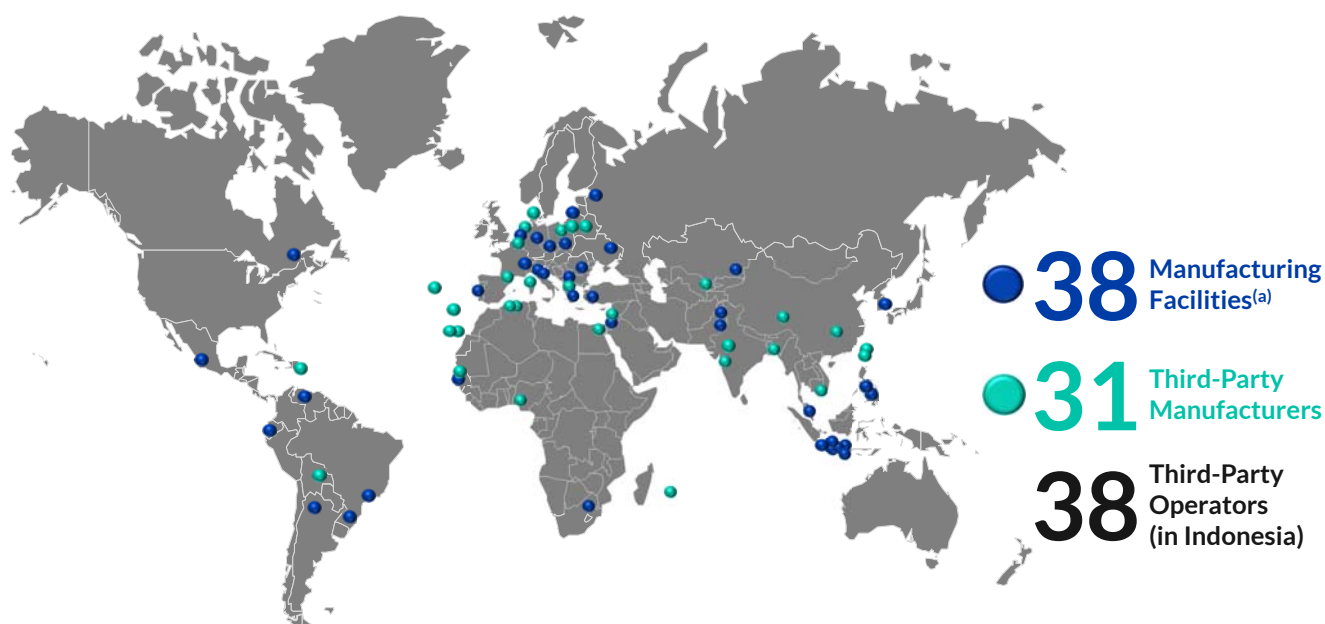 38
Manufacturing
Facilities(a)
31
Third-Party
Manufacturers
38
Third-Party
Operators
(in Indonesia)